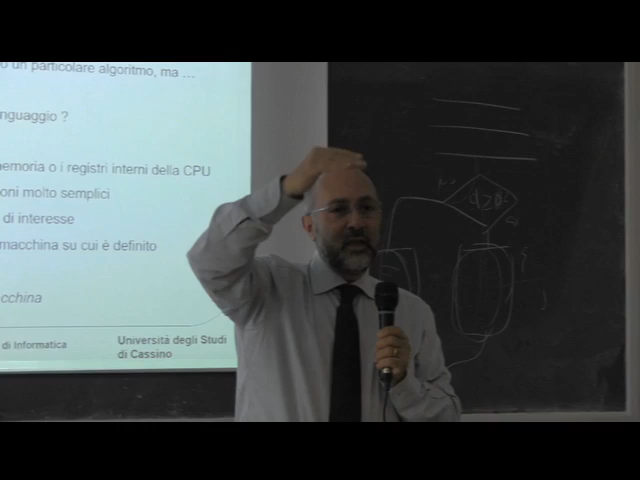 o un particolare algoritmo, ma …
nguaggio ?
nemoria o i registri interni della CPU
oni molto semplici
di interesse
macchina su cui è definito
cchina
di Informatica
Università degli Studi
di Cassino